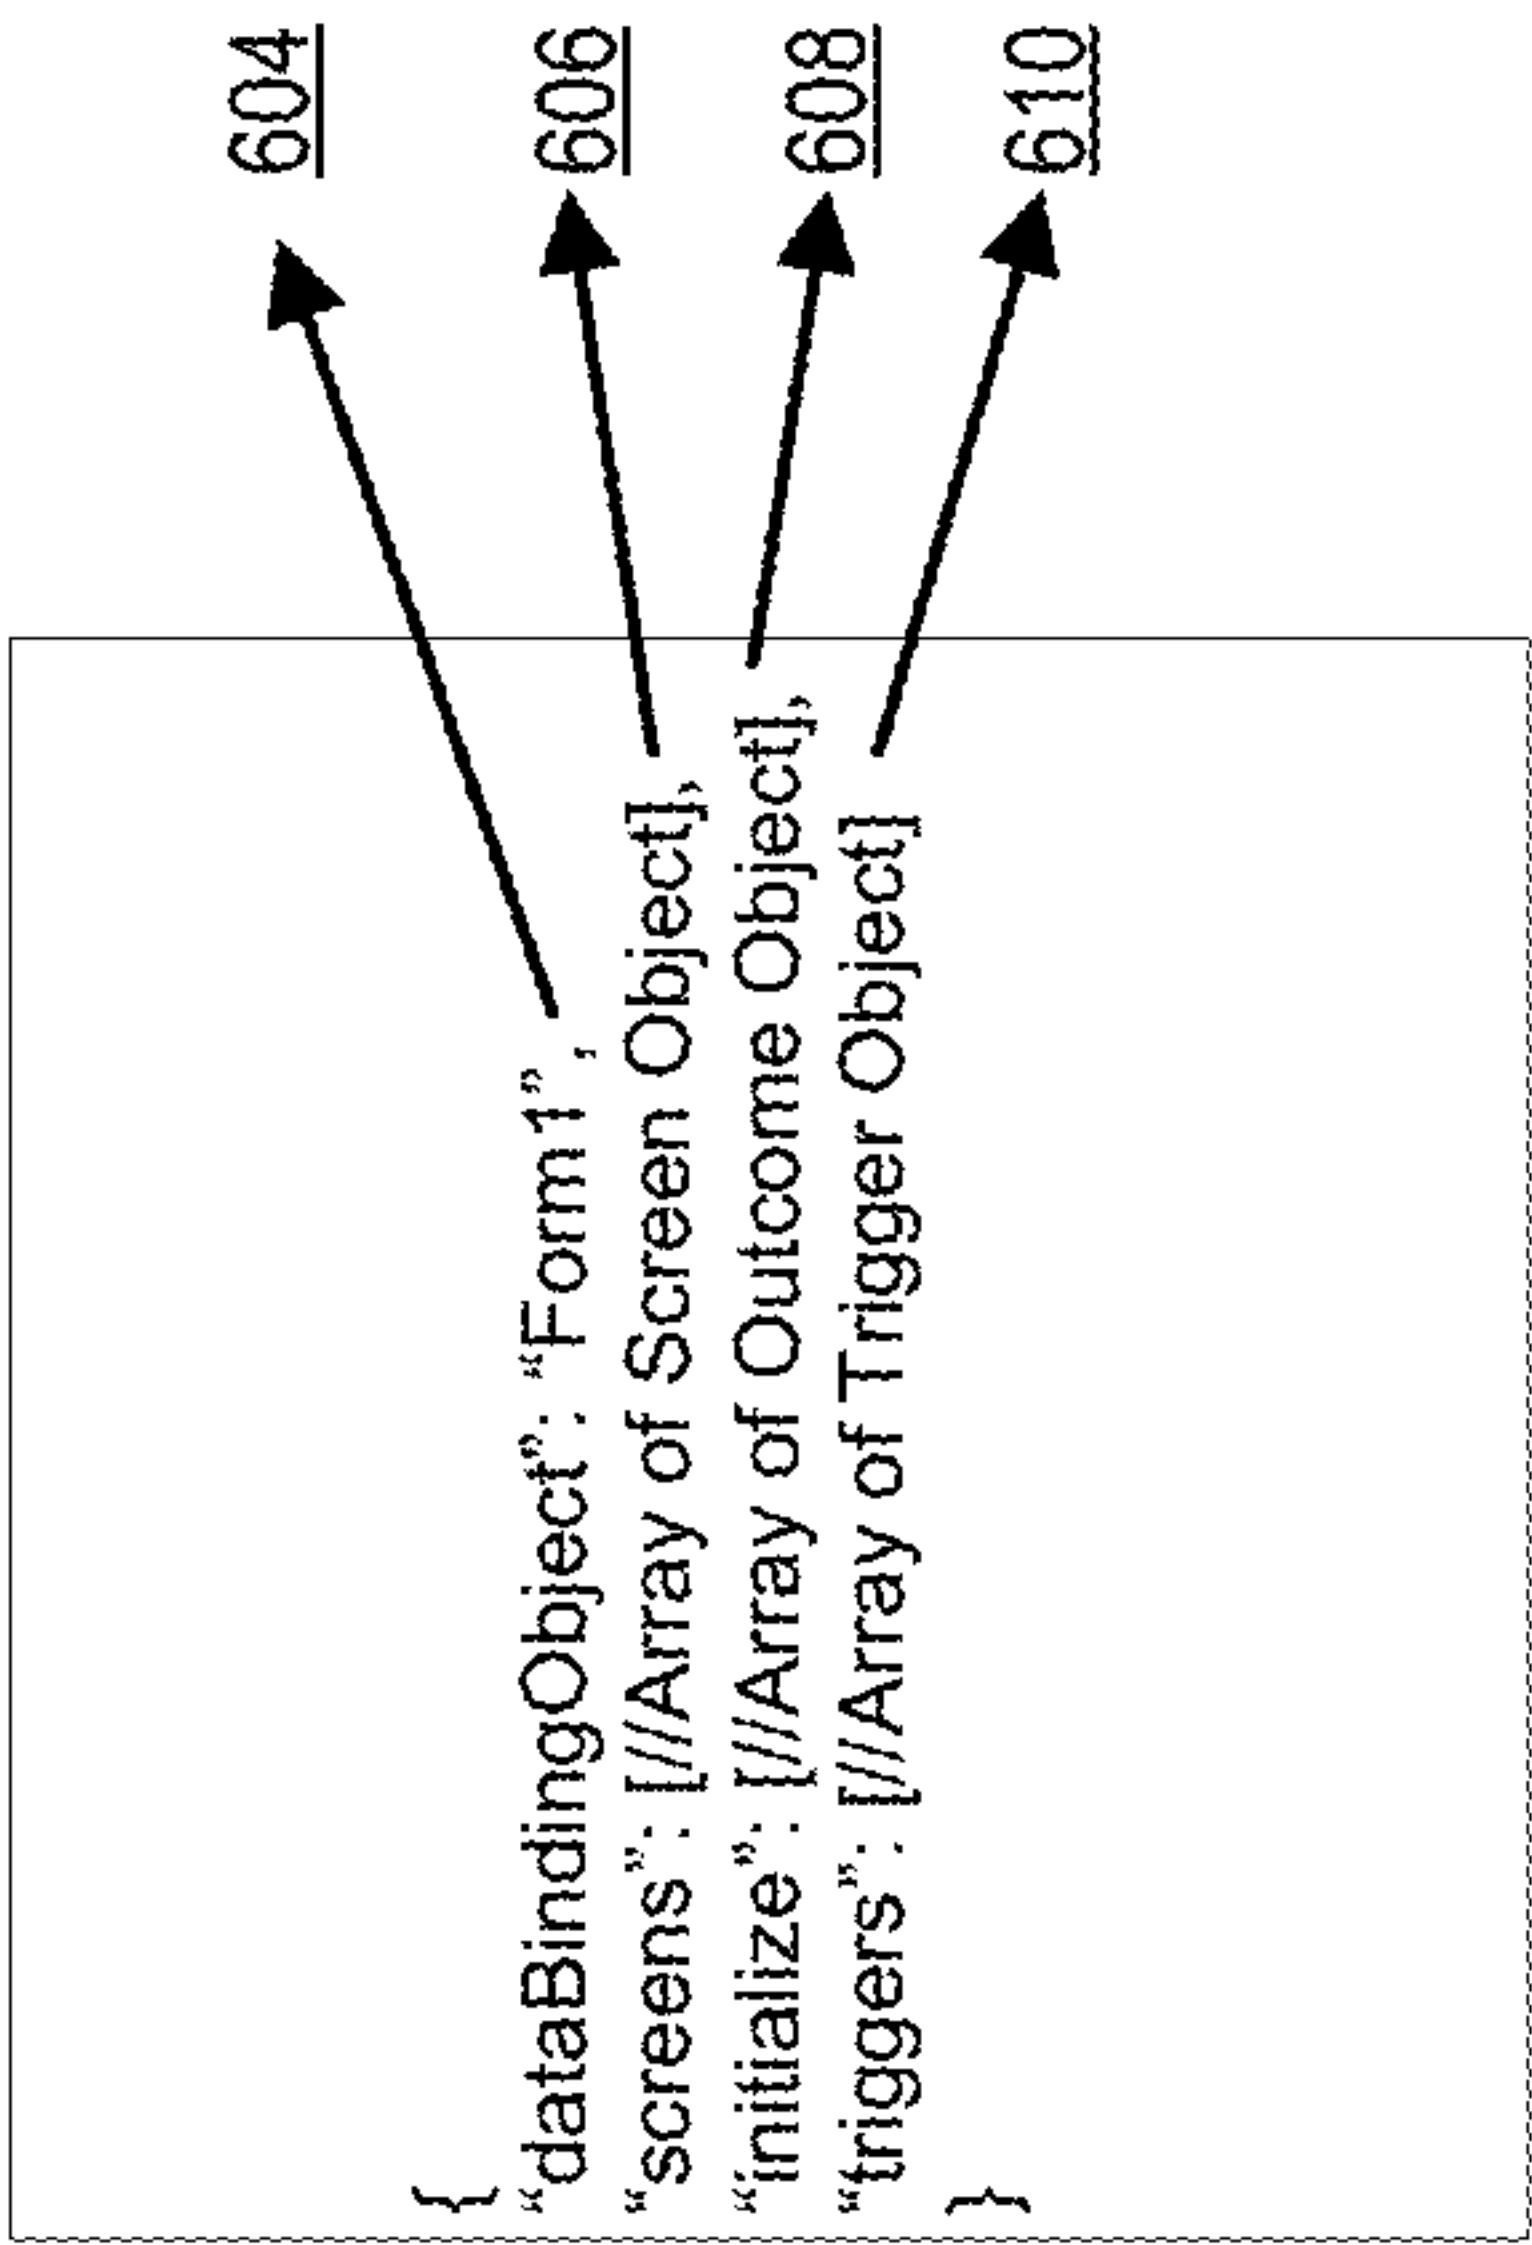 {
“dataBindingObject”: “Form1”,
“screens”: [///Array of Screen Object],
“initialize”: [///Array of Outcome Object],
“triggers”: [///Array of Trigger Object]
}
604
606
608
610